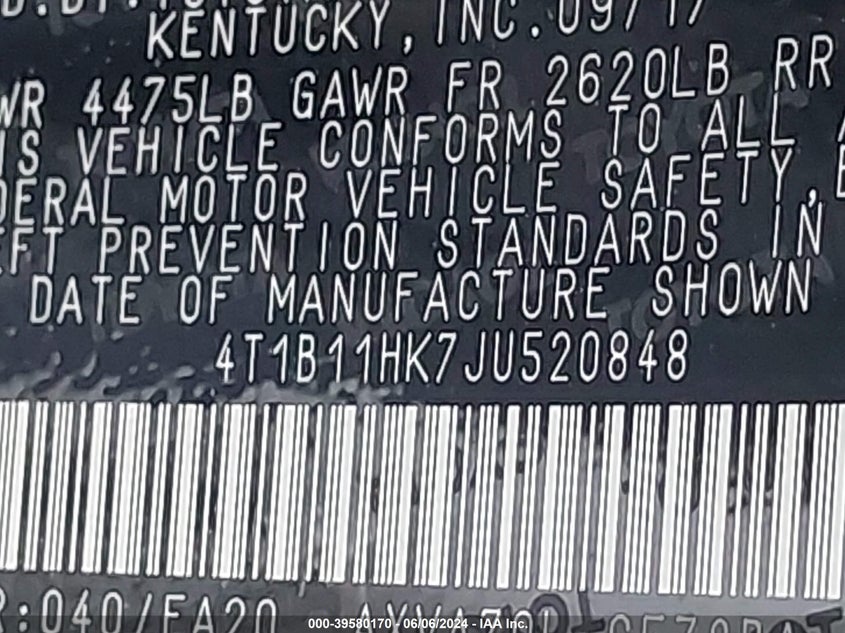 KENTUCKY, INC. 09/17
WR 4475LB GAWR FR 2620LB RR
IS VEHICLE CONFORMS TO ALL
DERAL MOTOR VEHICLE SAFETY,
EFT PREVENTION STANDARDS IN
DATE OF MANUFACTURE SHOWN
4T1B11HK7JU520848
R:040/FA20
000-39580170 - 06/06/2024 - IAA Inc.